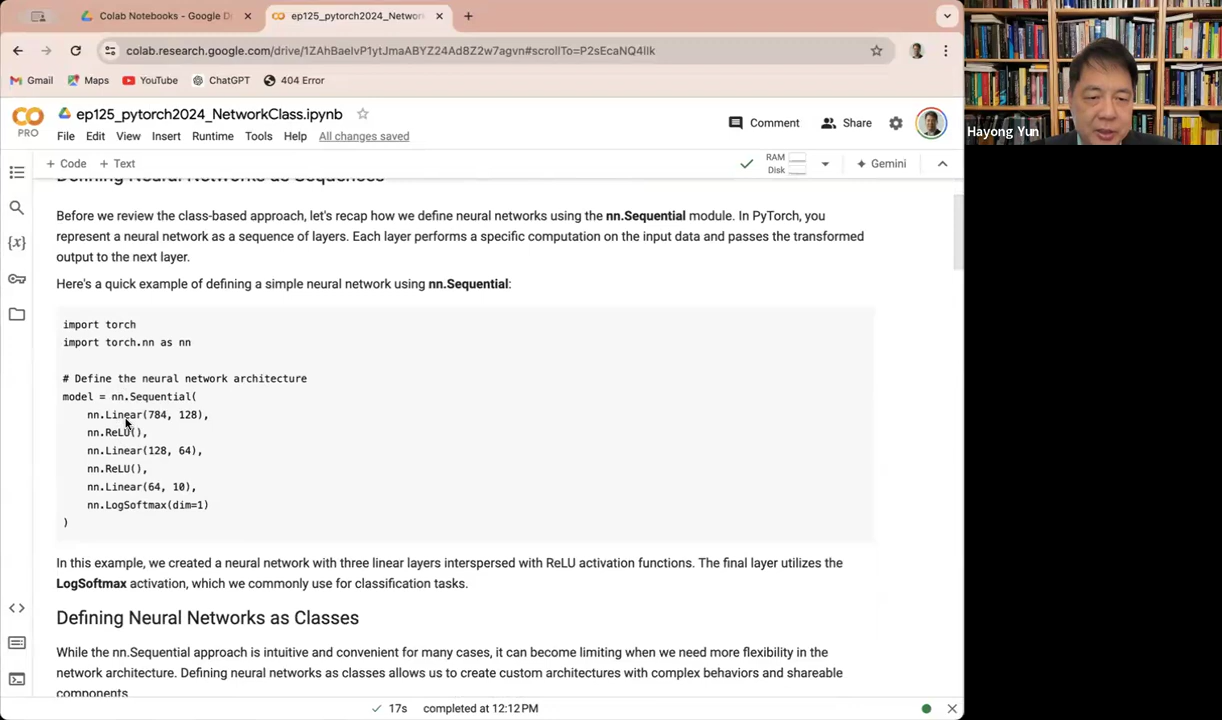 Colab Notebooks - Google D
ep125_pytorch2024_Networ
colab.research.google.com/drive/1ZAhBaelvP1ytJmaABYZ24Ad8Z2w7agvn#scrollTo=P2sEcaNQ4Ilk
Gmail
Maps
YouTube
ChatGPT
404 Error
ep125_pytorch2024_NetworkClass.ipynb
PRO
File Edit View Insert Runtime Tools Help All changes saved
Comment
Share
Hayong Yun
+ Code + Text
RAM
Disk
Gemini
Defining Neural Networks as Sequences
Before we review the class-based approach, let's recap how we define neural networks using the nn.Sequential module. In PyTorch, you
represent a neural network as a sequence of layers. Each layer performs a specific computation on the input data and passes the transformed
output to the next layer.
Here's a quick example of defining a simple neural network using nn.Sequential:
import torch
import torch.nn as nn
# Define the neural network architecture
model = nn.Sequential(
nn.Linear(784, 128),
nn.ReLU(),
nn.Linear(128, 64),
nn.ReLU(),
nn.Linear(64, 10),
nn.LogSoftmax(dim=1)
)
In this example, we created a neural network with three linear layers interspersed with ReLU activation functions. The final layer utilizes the
LogSoftmax activation, which we commonly use for classification tasks.
Defining Neural Networks as Classes
While the nn.Sequential approach is intuitive and convenient for many cases, it can become limiting when we need more flexibility in the
network architecture. Defining neural networks as classes allows us to create custom architectures with complex behaviors and shareable
components
17s completed at 12:12 PM